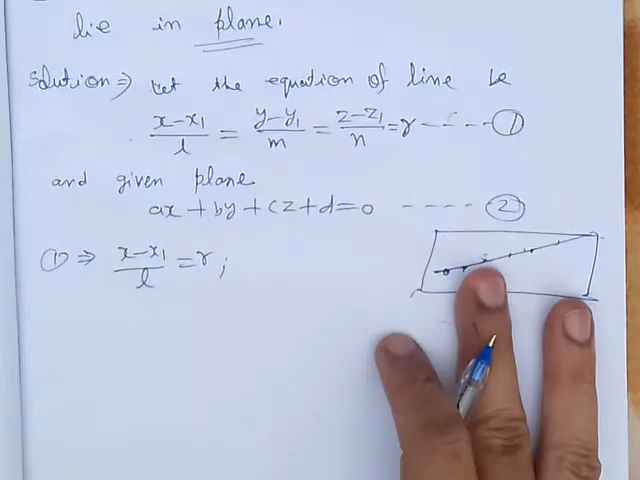 lie in plane.
Solution ⇒ Let the equation of line be
x-x₁/l = y-y₁/m = z-z₁/n = r ----- ①
and given plane
ax + by + cz + d = 0 ---- ②
① ⇒ x-x₁/l = r ;